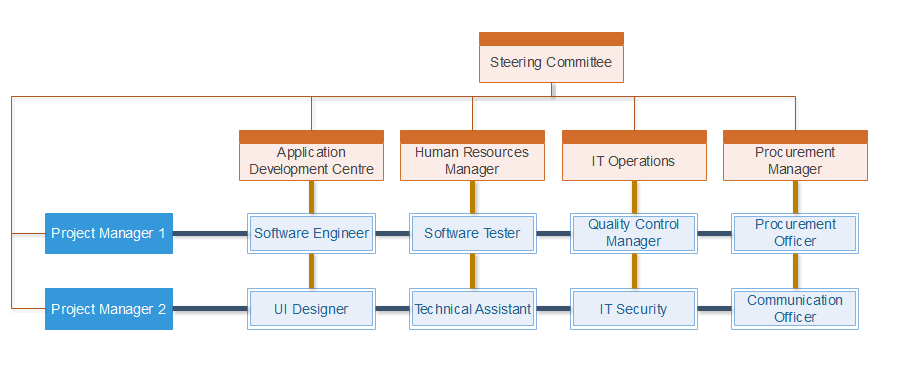 Steering Committee
Application
Development Centre
Human Resources
Manager
IT Operations
Procurement
Manager
Project Manager 1
Software Engineer
Software Tester
Quality Control
Manager
Procurement
Officer
Project Manager 2
UI Designer
Technical Assistant
IT Security
Communication
Officer